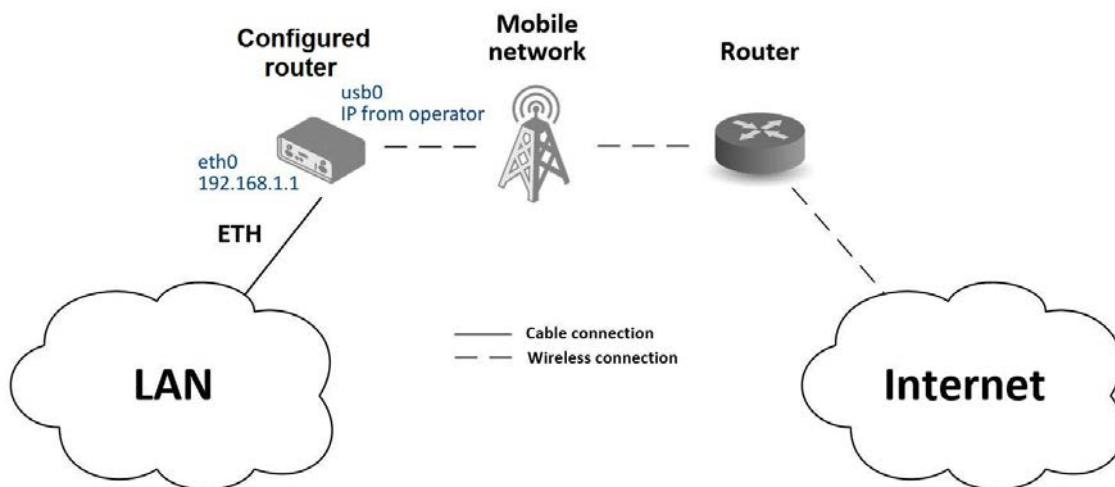 Configured
router
usb0
IP from operator
eth0
192.168.1.1
ETH
Mobile
network
Router
LAN
Cable connection
Wireless connection
Internet